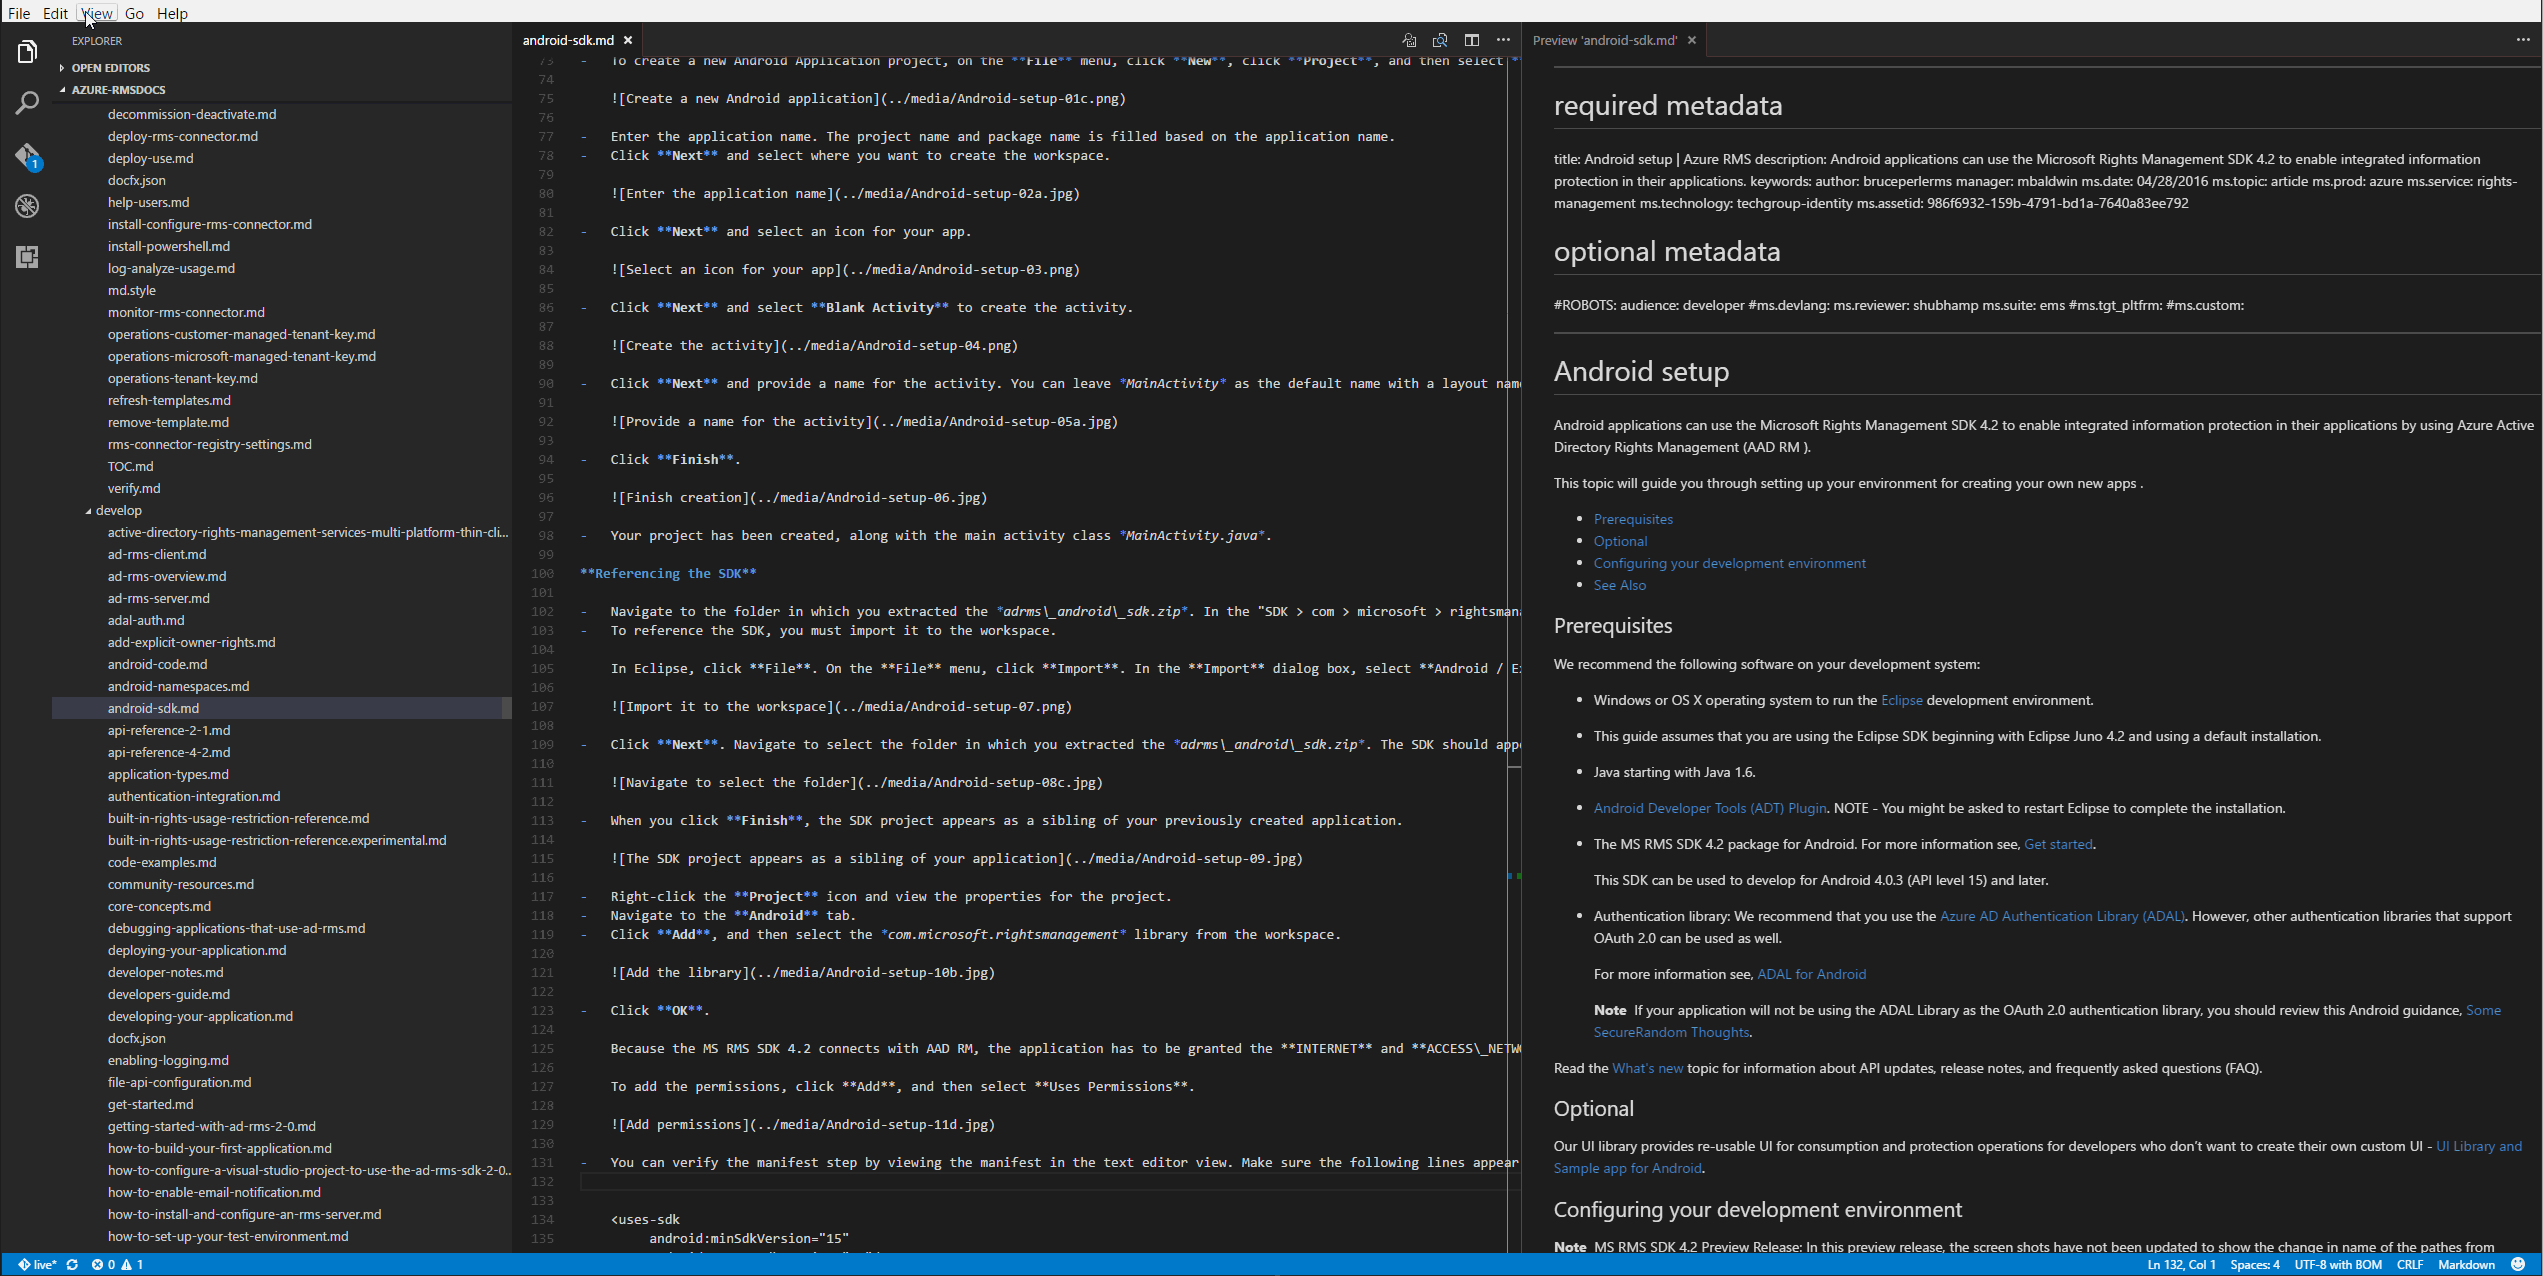 File Edit View Go Help
EXPLORER
OPEN EDITORS
AZURE-RMSDOCS
decommission-deactivate.md
deploy-rms-connector.md
deploy-use.md
docfx.json
help-users.md
install-configure-rms-connector.md
install-powershell.md
log-analyze-usage.md
md.style
monitor-rms-connector.md
operations-customer-managed-tenant-key.md
operations-microsoft-managed-tenant-key.md
operations-tenant-key.md
refresh-templates.md
remove-template.md
rms-connector-registry-settings.md
TOC.md
verify.md
develop
active-directory-rights-management-services-multi-platform-thin-cli...
ad-rms-client.md
ad-rms-overview.md
ad-rms-server.md
adal-auth.md
add-explicit-owner-rights.md
android-code.md
android-namespaces.md
android-sdk.md
api-reference-2-1.md
api-reference-4-2.md
application-types.md
authentication-integration.md
built-in-rights-usage-restriction-reference.md
built-in-rights-usage-restriction-reference.experimental.md
code-examples.md
community-resources.md
core-concepts.md
debugging-applications-that-use-ad-rms.md
deploying-your-application.md
developer-notes.md
developers-guide.md
developing-your-application.md
docfx.json
enabling-logging.md
file-api-configuration.md
get-started.md
getting-started-with-ad-rms-2-0.md
how-to-build-your-first-application.md
how-to-configure-a-visual-studio-project-to-use-the-ad-rms-sdk-2-0..
how-to-enable-email-notification.md
how-to-install-and-configure-an-rms-server.md
how-to-set-up-your-test-environment.md
1
android-sdk.md ×
73 - To create a new Android Application project, on the **File** menu, click **New**, click **Project**, and then select *
74
75 ![Create a new Android application](../media/Android-setup-01c.png)
76
77 - Enter the application name. The project name and package name is filled based on the application name.
78 - Click **Next** and select where you want to create the workspace.
79
80 ![Enter the application name](../media/Android-setup-02a.jpg)
81
82 - Click **Next** and select an icon for your app.
83
84 ![Select an icon for your app](../media/Android-setup-03.png)
85
86 - Click **Next** and select **Blank Activity** to create the activity.
87
88 ![Create the activity](../media/Android-setup-04.png)
89
90 - Click **Next** and provide a name for the activity. You can leave *MainActivity* as the default name with a layout nam
91
92 ![Provide a name for the activity](../media/Android-setup-05a.jpg)
93
94 - Click **Finish**.
95
96 ![Finish creation](../media/Android-setup-06.jpg)
97
98 - Your project has been created, along with the main activity class *MainActivity.java*.
99
100 **Referencing the SDK**
101
102 - Navigate to the folder in which you extracted the *adrms\_android\_sdk.zip*. In the "SDK > com > microsoft > rightsman
103 - To reference the SDK, you must import it to the workspace.
104
105 In Eclipse, click **File**. On the **File** menu, click **Import**. In the **Import** dialog box, select **Android / E
106
107 ![Import it to the workspace](../media/Android-setup-07.png)
108
109 - Click **Next**. Navigate to select the folder in which you extracted the *adrms\_android\_sdk.zip*. The SDK should app
110
111 ![Navigate to select the folder](../media/Android-setup-08c.jpg)
112
113 - When you click **Finish**, the SDK project appears as a sibling of your previously created application.
114
115 ![The SDK project appears as a sibling of your application](../media/Android-setup-09.jpg)
116
117 - Right-click the **Project** icon and view the properties for the project.
118 - Navigate to the **Android** tab.
119 - Click **Add**, and then select the *com.microsoft.rightsmanagement* library from the workspace.
120
121 ![Add the library](../media/Android-setup-10b.jpg)
122
123 - Click **OK**.
124
125 Because the MS RMS SDK 4.2 connects with AAD RM, the application has to be granted the **INTERNET** and **ACCESS\_NETW
126
127 To add the permissions, click **Add**, and then select **Uses Permissions**.
128
129 ![Add permissions](../media/Android-setup-11d.jpg)
130
131 - You can verify the manifest step by viewing the manifest in the text editor view. Make sure the following lines appear
132
133
134 <uses-sdk
135 android:minSdkVersion="15"
Preview 'android-sdk.md' ×
required metadata
title: Android setup | Azure RMS description: Android applications can use the Microsoft Rights Management SDK 4.2 to enable integrated information
protection in their applications. keywords: author: bruceperlerms manager: mbaldwin ms.date: 04/28/2016 ms.topic: article ms.prod: azure ms.service: rights-
management ms.technology: techgroup-identity ms.assetid: 986f6932-159b-4791-bd1a-7640a83ee792
optional metadata
#ROBOTS: audience: developer #ms.devlang: ms.reviewer: shubhamp ms.suite: ems #ms.tgt_pltfrm: #ms.custom:
Android setup
Android applications can use the Microsoft Rights Management SDK 4.2 to enable integrated information protection in their applications by using Azure Active
Directory Rights Management (AAD RM ).
This topic will guide you through setting up your environment for creating your own new apps .
• Prerequisites
• Optional
• Configuring your development environment
• See Also
Prerequisites
We recommend the following software on your development system:
• Windows or OS X operating system to run the Eclipse development environment.
• This guide assumes that you are using the Eclipse SDK beginning with Eclipse Juno 4.2 and using a default installation.
• Java starting with Java 1.6.
• Android Developer Tools (ADT) Plugin. NOTE - You might be asked to restart Eclipse to complete the installation.
• The MS RMS SDK 4.2 package for Android. For more information see, Get started.
This SDK can be used to develop for Android 4.0.3 (API level 15) and later.
• Authentication library: We recommend that you use the Azure AD Authentication Library (ADAL). However, other authentication libraries that support
OAuth 2.0 can be used as well.
For more information see, ADAL for Android
Note If your application will not be using the ADAL Library as the OAuth 2.0 authentication library, you should review this Android guidance, Some
SecureRandom Thoughts.
Read the What's new topic for information about API updates, release notes, and frequently asked questions (FAQ).
Optional
Our UI library provides re-usable UI for consumption and protection operations for developers who don't want to create their own custom UI - UI Library and
Sample app for Android.
Configuring your development environment
Note MS RMS SDK 4.2 Preview Release: In this preview release, the screen shots have not been updated to show the change in name of the pathes from
live* 0 1
Ln 132, Col 1 Spaces: 4 UTF-8 with BOM CRLF Markdown